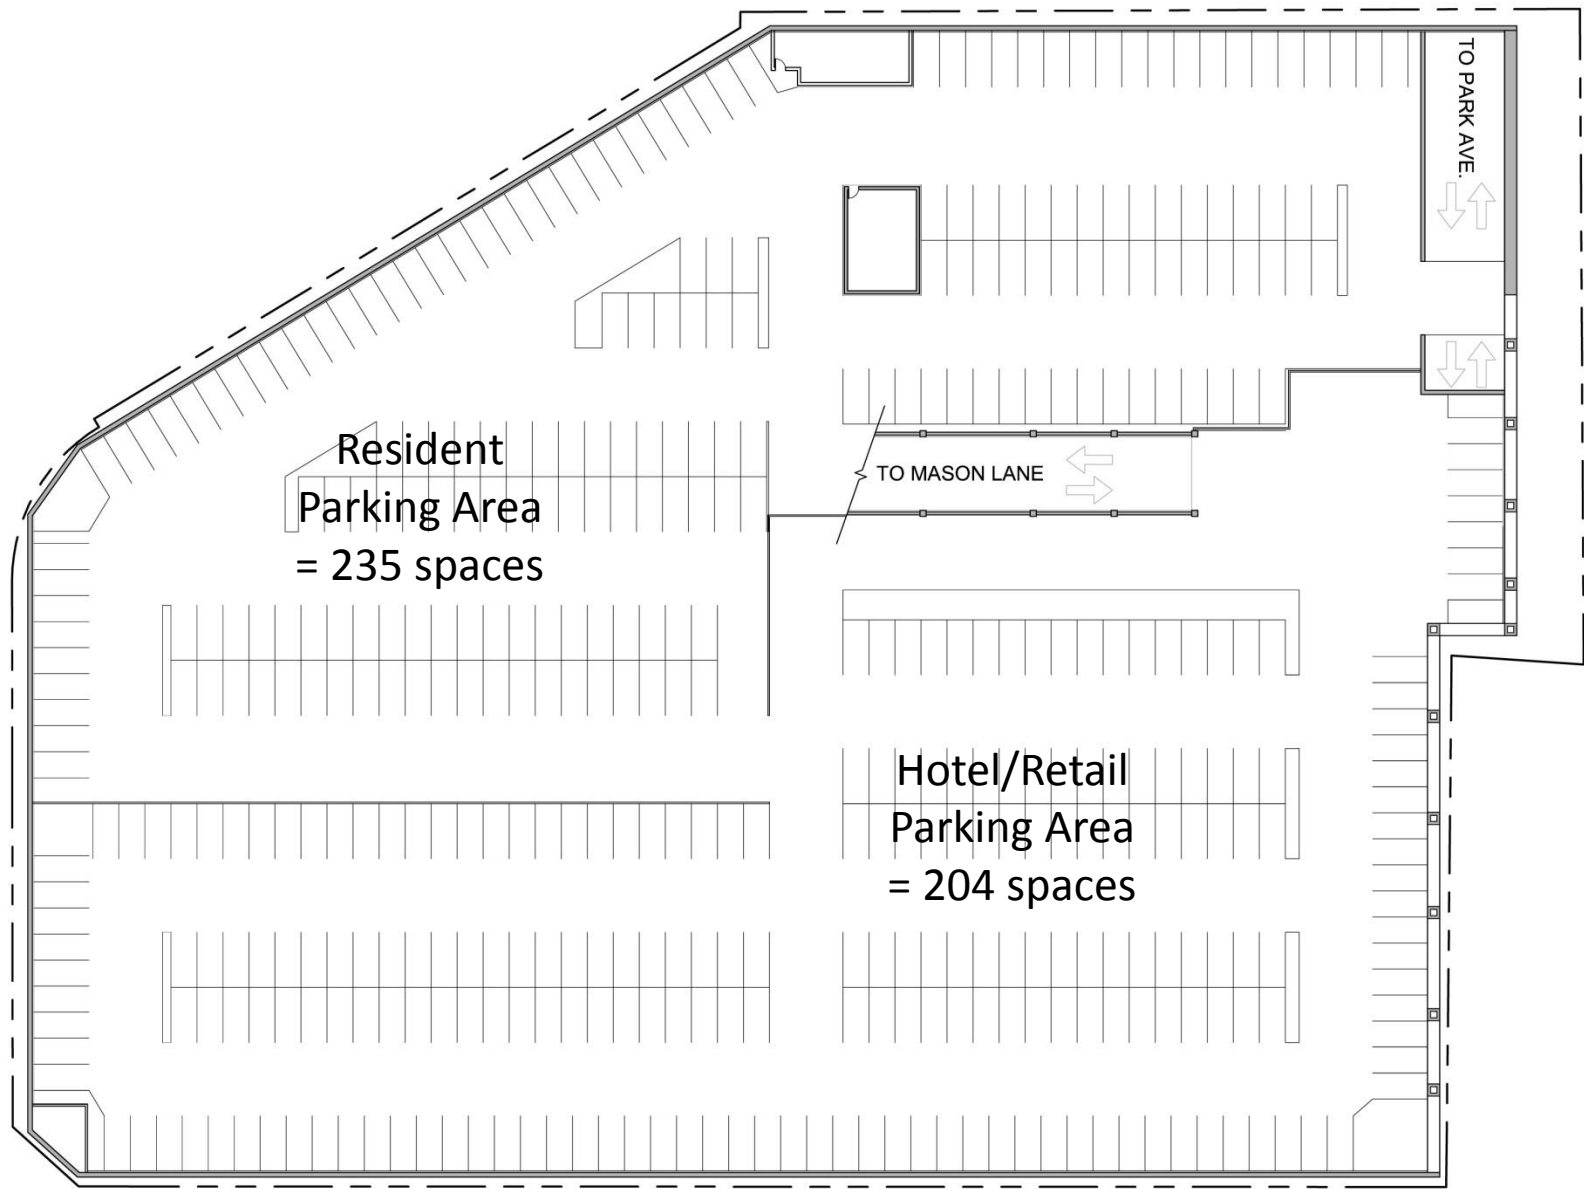 TO PARK AVE.
Resident
Parking Area
= 235 spaces
TO MASON LANE
Hotel/Retail
Parking Area
= 204 spaces